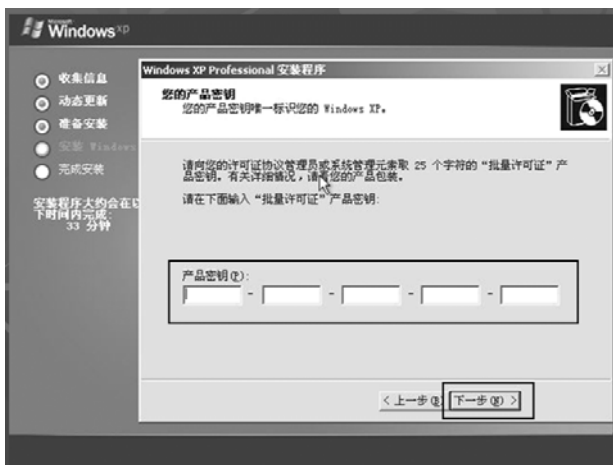 Microsoft
Windows xp
收集信息
动态更新
准备安装
安装 Windows
完成安装
安装程序大约会在以
下时间内完成:
33 分钟
Windows XP Professional 安装程序
您的产品密钥
您的产品密钥唯一标识您的 Windows XP。
请向您的许可证协议管理员或系统管理元索取 25 个字符的“批量许可证”产
品密钥。有关详细情况，请看您的产品包装。
请在下面输入“批量许可证”产品密钥:
产品密钥(P):
- - - -
<上一步(B)
下一步(N) >